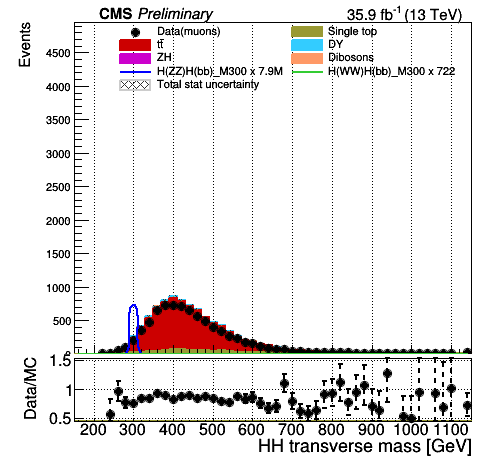 CMS Preliminary 35.9 fb⁻¹ (13 TeV)
Data(muons) Single top
tt̄ DY
ZH Dibosons
H(ZZ)H(bb)_M300 x 7.9M H(WW)H(bb)_M300 x 722
Total stat uncertainty
Events
4500
4000
3500
3000
2500
2000
1500
1000
500
Data/MC
1.5
1
0.5
200 300 400 500 600 700 800 900 1000 1100
HH transverse mass [GeV]